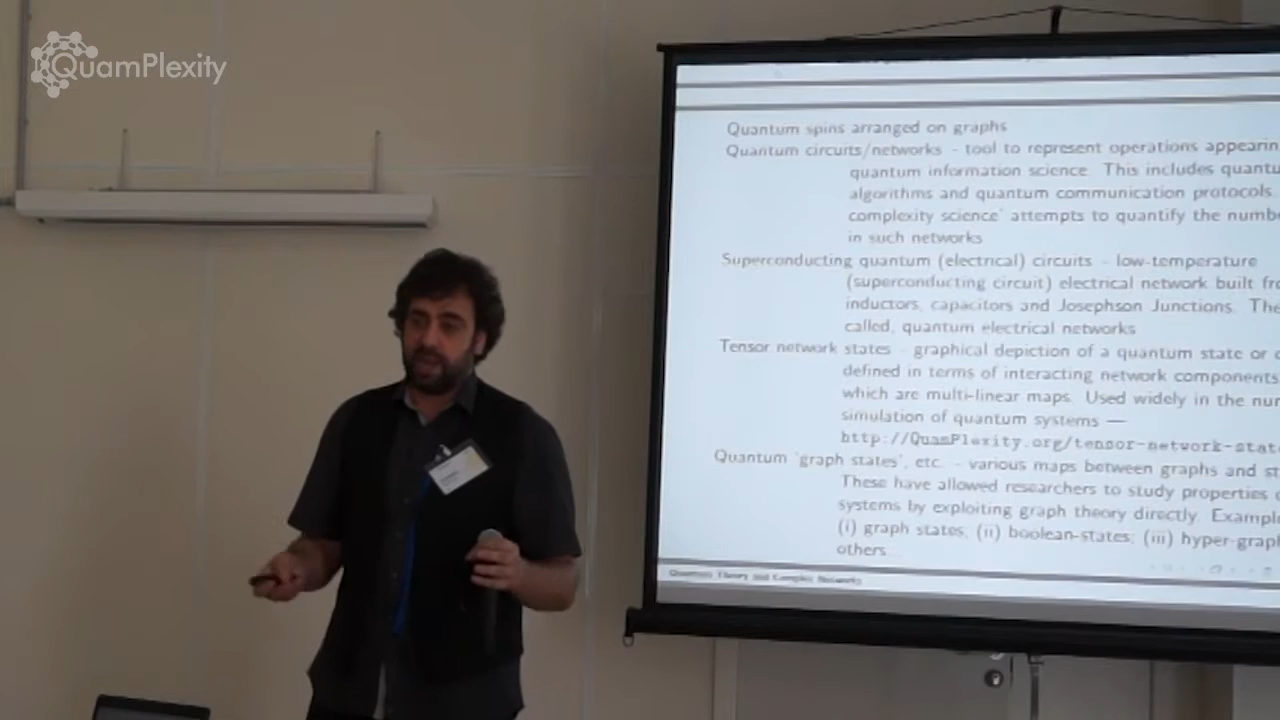 QuamPlexity
Quantum spins arranged on graphs
Quantum circuits/networks - tool to represent operations appearin
quantum information science. This includes quantu
algorithms and quantum communication protocols.
complexity science' attempts to quantify the numbe
in such networks
Superconducting quantum (electrical) circuits - low-temperature
(superconducting circuit) electrical network built fro
inductors, capacitors and Josephson Junctions. The
called, quantum electrical networks
Tensor network states - graphical depiction of a quantum state or
defined in terms of interacting network components
which are multi-linear maps. Used widely in the num
simulation of quantum systems —
http://QuamPlexity.org/tensor-network-stat
Quantum 'graph states', etc. - various maps between graphs and st
These have allowed researchers to study properties
systems by exploiting graph theory directly. Example
(i) graph states; (ii) boolean-states; (iii) hyper-graph
others...
Quantum Theory and Complex Networks